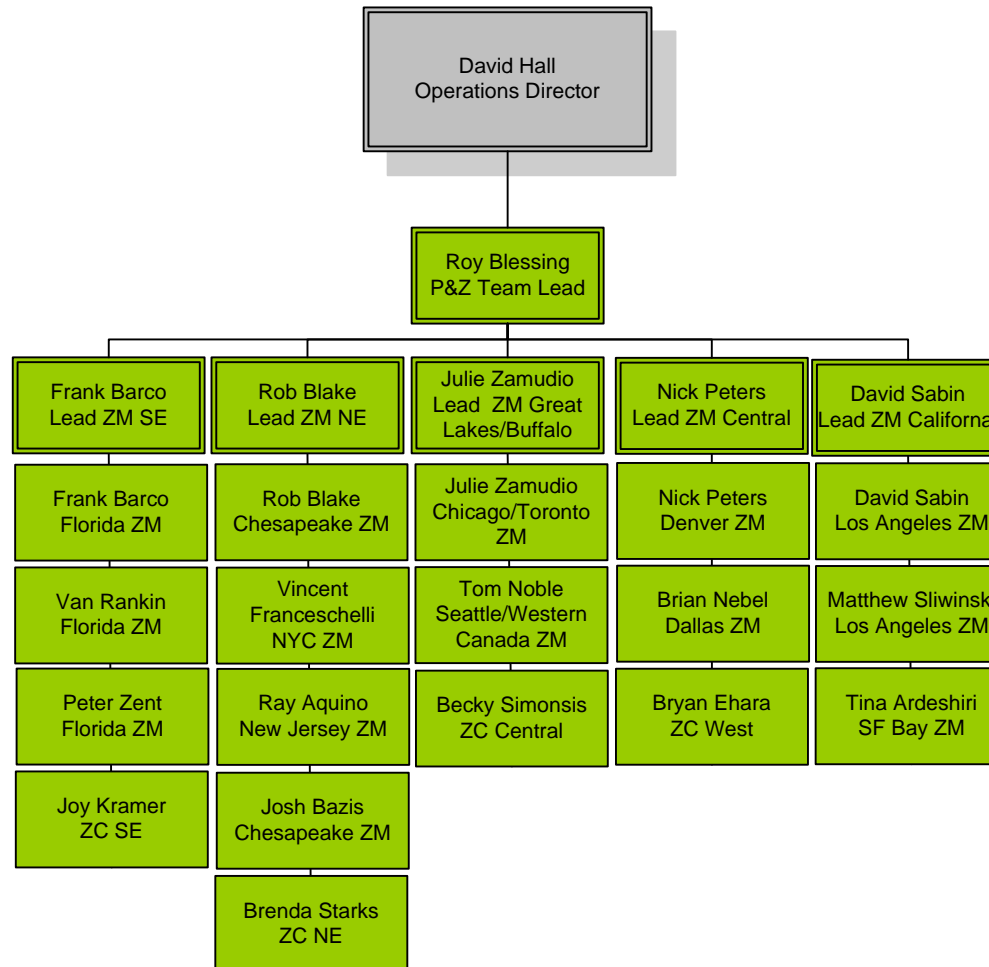 David Hall
Operations Director
Roy Blessing
P&Z Team Lead
Frank Barco
Lead ZM SE
Rob Blake
Lead ZM NE
Julie Zamudio
Lead  ZM Great
Lakes/Buffalo
Nick Peters
Lead ZM Central
David Sabin
Lead ZM Californa
Frank Barco
Florida ZM
Rob Blake
Chesapeake ZM
Julie Zamudio
Chicago/Toronto
ZM
Nick Peters
Denver ZM
David Sabin
Los Angeles ZM
Van Rankin
Florida ZM
Vincent
Franceschelli
NYC ZM
Tom Noble
Seattle/Western
Canada ZM
Brian Nebel
Dallas ZM
Matthew Sliwinsk
Los Angeles ZM
Peter Zent
Florida ZM
Ray Aquino
New Jersey ZM
Becky Simonsis
ZC Central
Bryan Ehara
ZC West
Tina Ardeshiri
SF Bay ZM
Joy Kramer
ZC SE
Josh Bazis
Chesapeake ZM
Brenda Starks
ZC NE